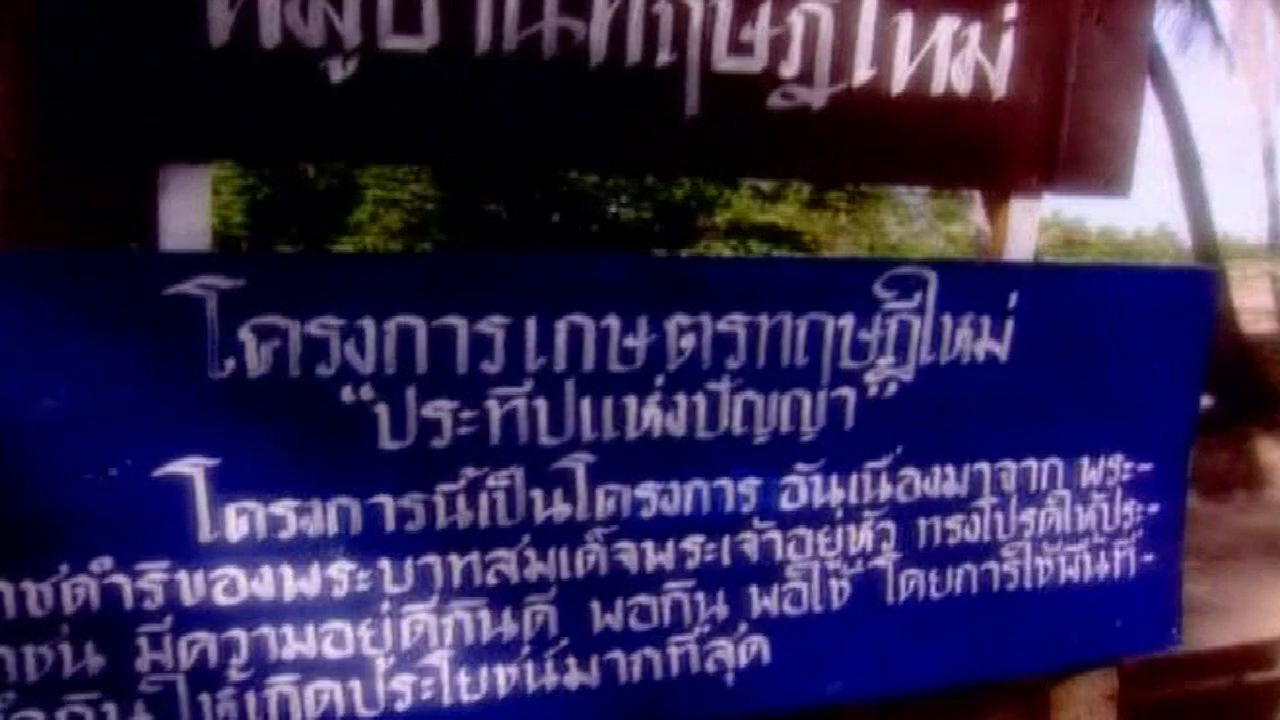 หมู่บ้านทฤษฎีใหม่
โครงการเกษตรทฤษฎีใหม่
“ประทีปแห่งปัญญา”
โครงการนี้เป็นโครงการ อันเนื่องมาจาก พระ-
ราชดำริของพระบาทสมเด็จพระเจ้าอยู่หัว ทรงโปรดให้ประ-
าชน มีความอยู่ดีกินดี พอกิน พอใช้ โดยการใช้พื้นที่-
ทำกิน ให้เกิดประโยชน์มากที่สุด